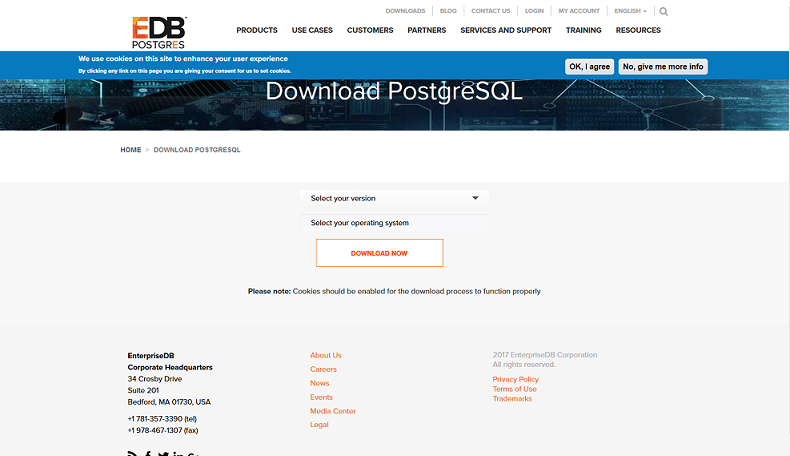 DOWNLOADS BLOG CONTACT US LOGIN MY ACCOUNT ENGLISH
EDB™
POSTGRES
PRODUCTS USE CASES CUSTOMERS PARTNERS SERVICES AND SUPPORT TRAINING RESOURCES
We use cookies on this site to enhance your user experience
By clicking any link on this page you are giving your consent for us to set cookies.
OK, I agree No, give me more info
Download PostgreSQL
HOME > DOWNLOAD POSTGRESQL
Select your version
Select your operating system
DOWNLOAD NOW
Please note: Cookies should be enabled for the download process to function properly
EnterpriseDB
Corporate Headquarters
34 Crosby Drive
Suite 201
Bedford, MA 01730, USA
+1 781-357-3390 (tel)
+1 978-467-1307 (fax)
About Us
Careers
News
Events
Media Center
Legal
2017 EnterpriseDB Corporation
All rights reserved.
Privacy Policy
Terms of Use
Trademarks